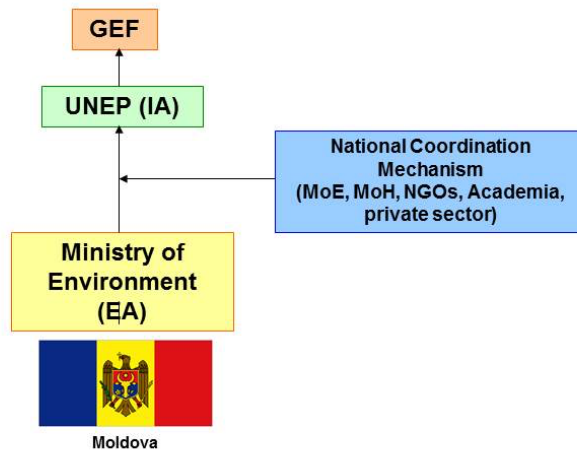 GEF
UNEP (IA)
National Coordination
Mechanism
(MoE, MoH, NGOs, Academia,
private sector)
Ministry of
Environment
(EA)
Moldova